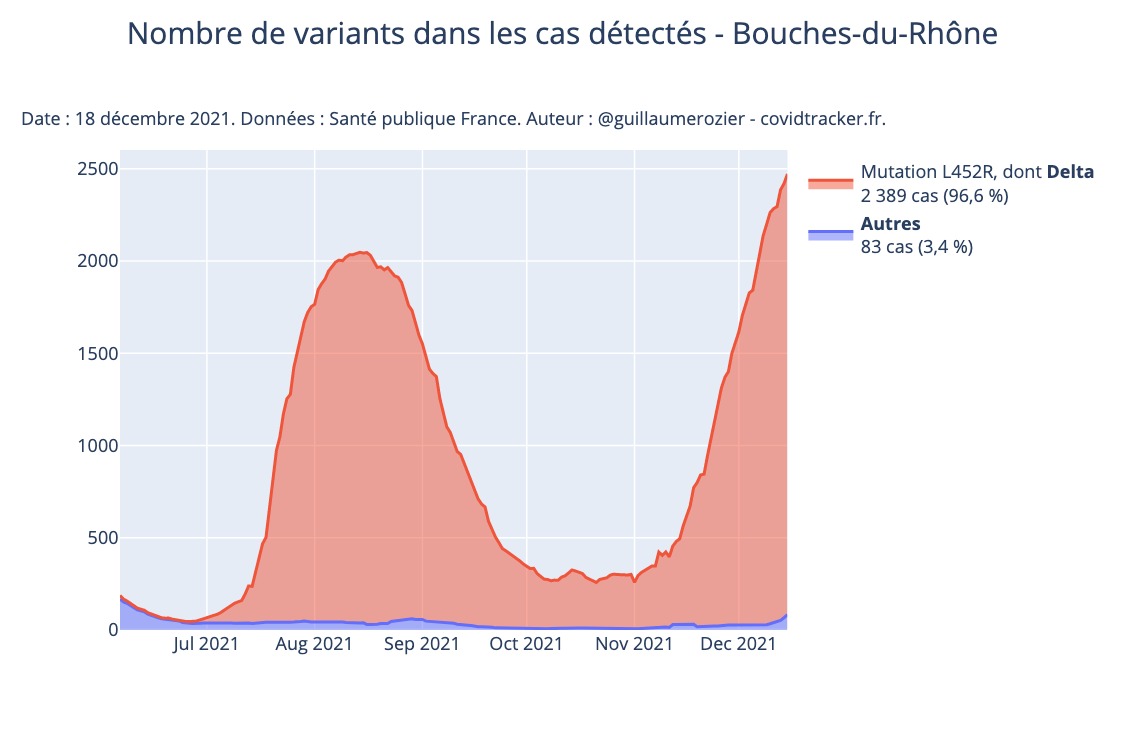 Nombre de variants dans les cas détectés - Bouches-du-Rhône
Date : 18 décembre 2021. Données : Santé publique France. Auteur : @guillaumerozier - covidtracker.fr.
2500
2000
1500
1000
500
0
Jul 2021
Aug 2021
Sep 2021
Oct 2021
Nov 2021
Dec 2021
Mutation L452R, dont Delta
2 389 cas (96,6 %)
Autres
83 cas (3,4 %)